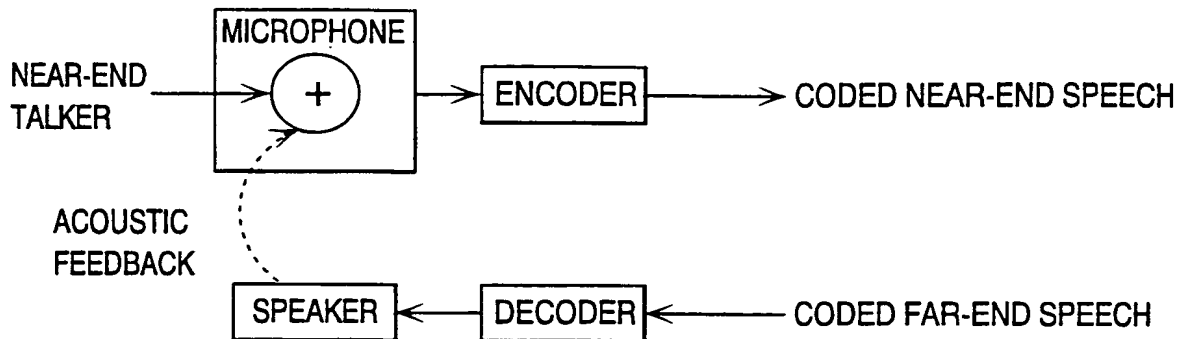 MICROPHONE
NEAR-END
TALKER
+
ENCODER
CODED NEAR-END SPEECH
ACOUSTIC
FEEDBACK
SPEAKER
DECODER
CODED FAR-END SPEECH